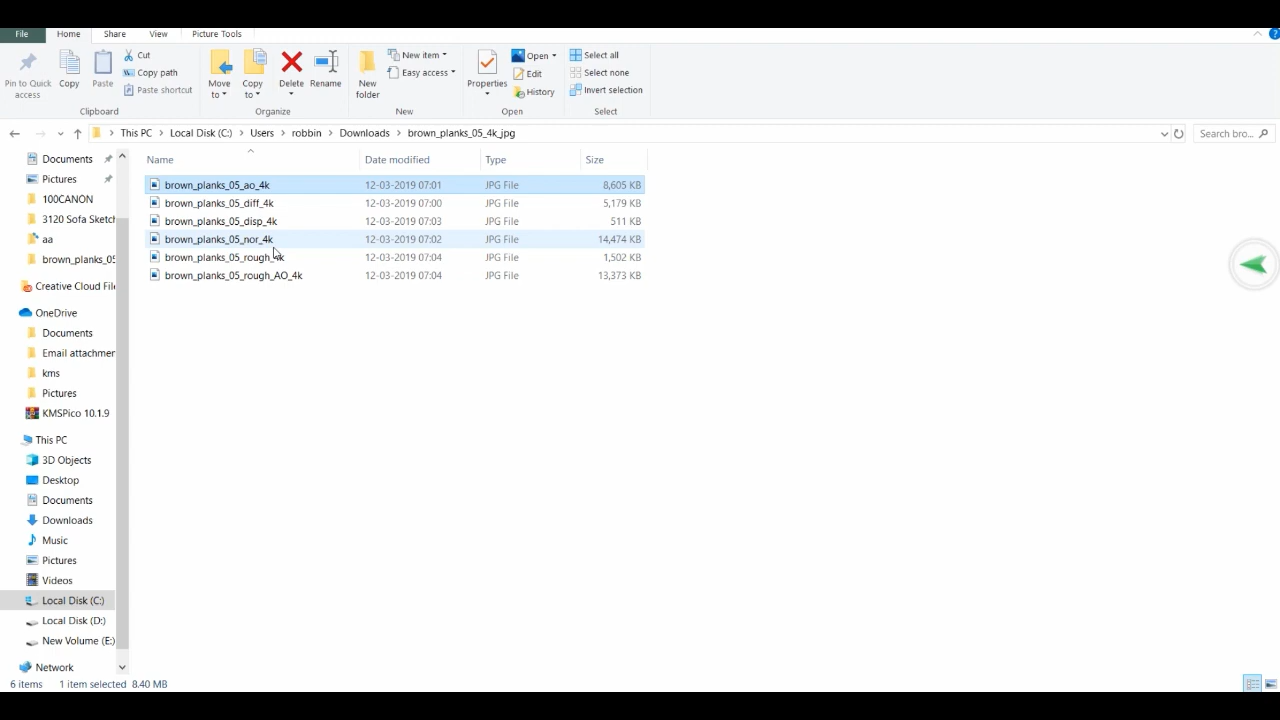 File Home Share View Picture Tools
Pin to Quick access Copy Paste Cut Copy path Paste shortcut Move to Copy to Delete Rename New folder New item Easy access Properties Open Edit History Select all Select none Invert selection
Clipboard Organize New Open Select
This PC Local Disk (C:) Users robbin Downloads brown_planks_05_4k_jpg Search bro...
Name Date modified Type Size
brown_planks_05_ao_4k 12-03-2019 07:01 JPG File 8,605 KB
brown_planks_05_diff_4k 12-03-2019 07:00 JPG File 5,179 KB
brown_planks_05_disp_4k 12-03-2019 07:03 JPG File 511 KB
brown_planks_05_nor_4k 12-03-2019 07:02 JPG File 14,474 KB
brown_planks_05_rough_4k 12-03-2019 07:04 JPG File 1,502 KB
brown_planks_05_rough_AO_4k 12-03-2019 07:04 JPG File 13,373 KB
Documents
Pictures
100CANON
3120 Sofa Sketch
aa
brown_planks_05
Creative Cloud File
OneDrive
Documents
Email attachmen
kms
Pictures
KMSPico 10.1.9
This PC
3D Objects
Desktop
Documents
Downloads
Music
Pictures
Videos
Local Disk (C:)
Local Disk (D:)
New Volume (E:)
Network
6 items 1 item selected 8.40 MB